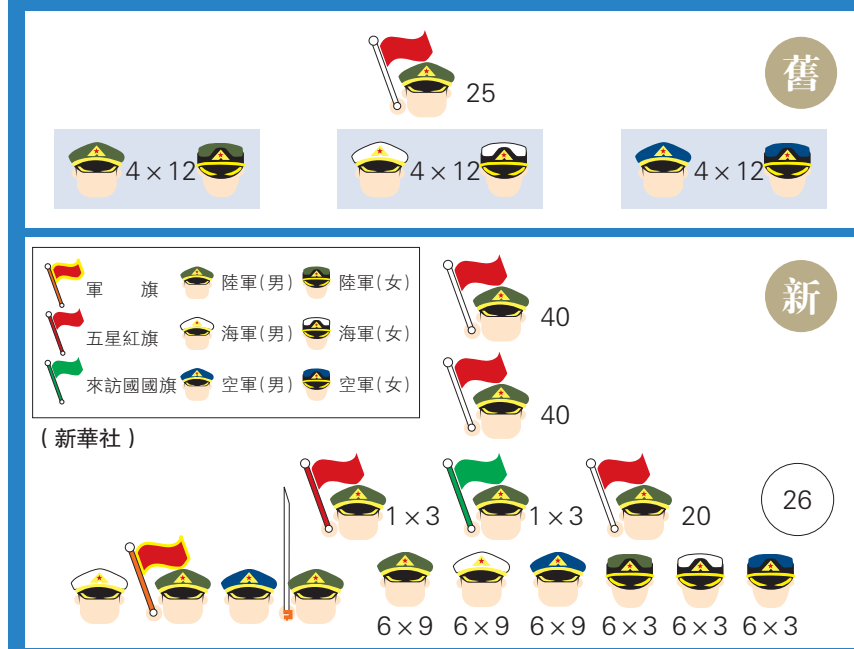 舊
25
4×12
4×12
4×12
新
軍 旗 陸軍(男) 陸軍(女)
五星紅旗 海軍(男) 海軍(女)
來訪國國旗 空軍(男) 空軍(女)
(新華社)
40
40
1×3 1×3 20 26
6×9 6×9 6×9 6×3 6×3 6×3